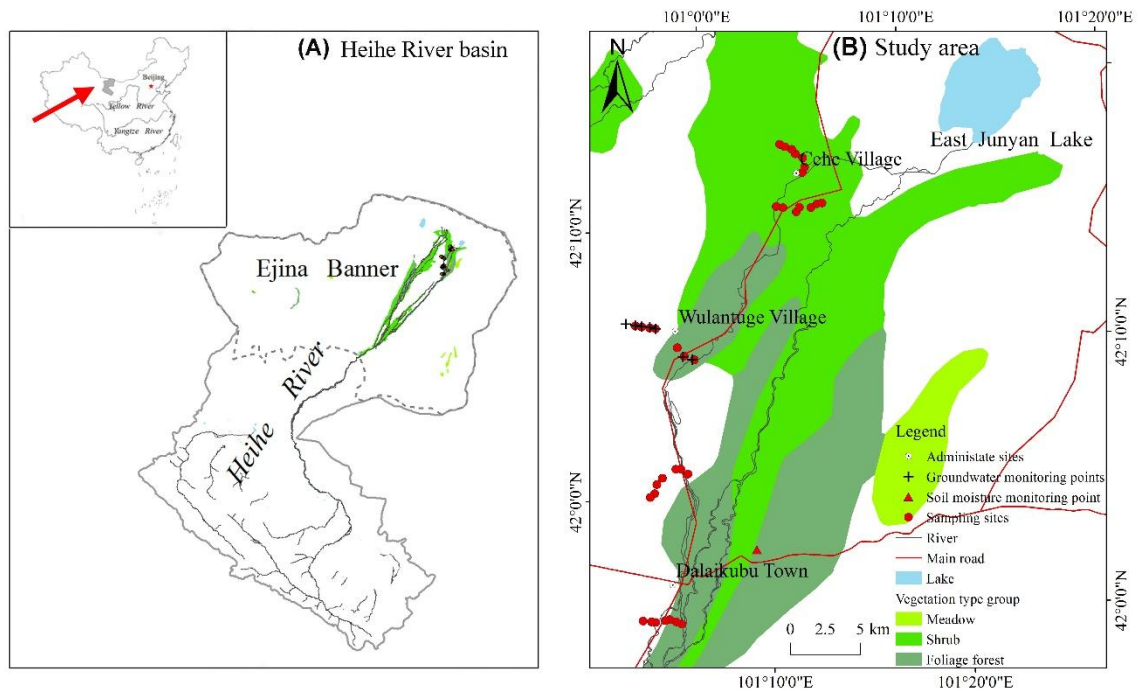 (A) Heihe River basin
Beijing
Yellow River
Yangtze River
Ejina Banner
Heihe River
101°0'0"E
101°10'0"E
101°20'0"E
(B) Study area
N
East Junyan Lake
Ceke Village
42°10'0"N
42°10'0"N
Wulantuge Village
Legend
Administate sites
Groundwater monitoring points
Soil moisture monitoring point
Sampling sites
River
Main road
Lake
Vegetation type group
Meadow
Shrub
Foliage forest
42°0'0"N
42°0'0"N
Dalaikubu Town
0 2.5 5 km
101°10'0"E
101°20'0"E